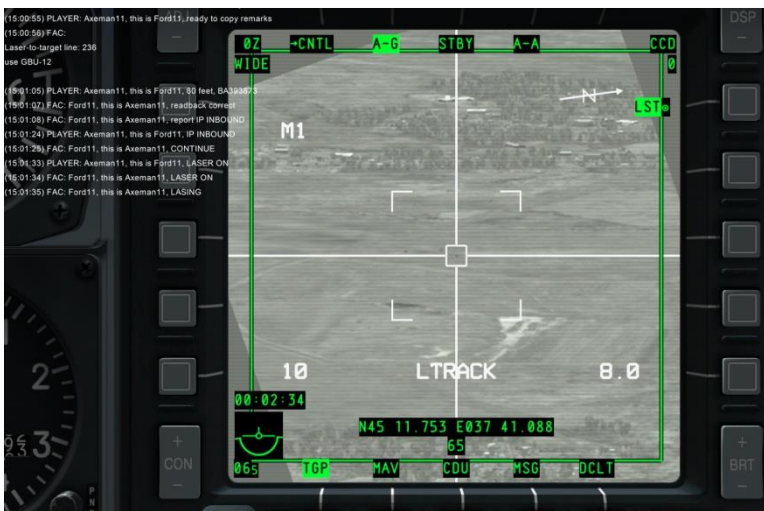 (15:00:55) PLAYER: Axeman11, this is Ford11, ready to copy remarks
(15:00:56) FAC:
Laser-to-target line: 236
use GBU-12
(15:01:05) PLAYER: Axeman11, this is Ford11, 80 feet, BA393873
(15:01:07) FAC: Ford11, this is Axeman11, readback correct
(15:01:08) FAC: Ford11, this is Axeman11, report IP INBOUND
(15:01:24) PLAYER: Axeman11, this is Ford11, IP INBOUND
(15:01:25) FAC: Ford11, this is Axeman11, CONTINUE
(15:01:33) PLAYER: Axeman11, this is Ford11, LASER ON
(15:01:34) FAC: Ford11, this is Axeman11, LASER ON
(15:01:35) FAC: Ford11, this is Axeman11, LASING
ADJ
DSP
0Z →CNTL A-G STBY A-A CCD
WIDE 0
N
LST
M1
10 LTRACK 8.0
00:02:34
N45 11.753 E037 41.088
65
065 TGP MAV CDU MSG DCLT
2
3
CON
BRT